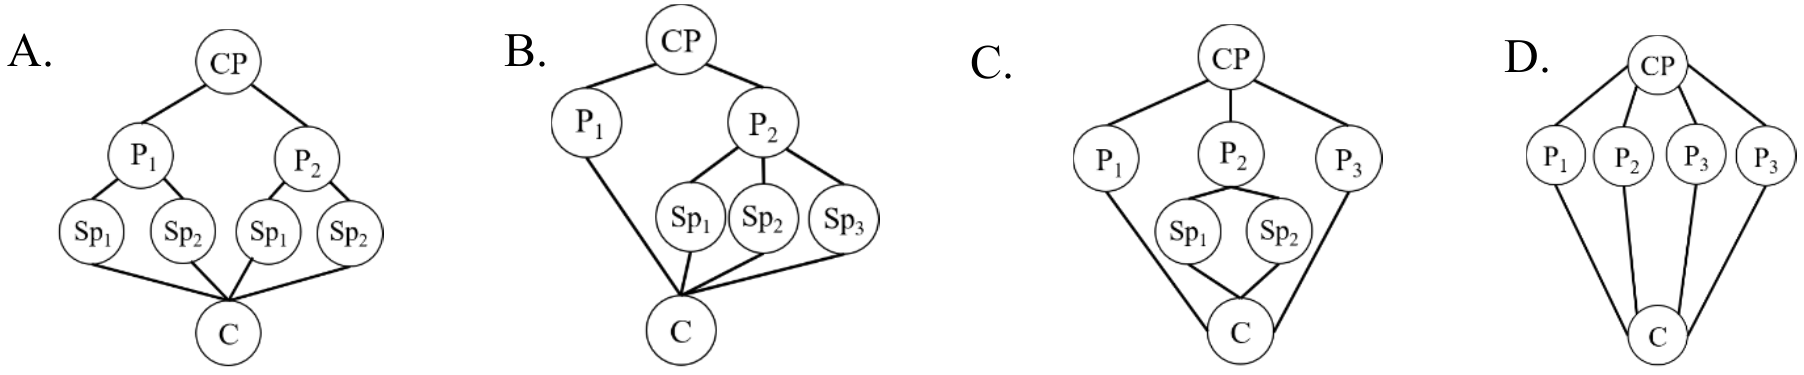 A.
CP
P₁ P₂
Sp₁ Sp₂ Sp₁ Sp₂
C
B.
CP
P₁ P₂
Sp₁ Sp₂ Sp₃
C
C.
CP
P₁ P₂ P₃
Sp₁ Sp₂
C
D.
CP
P₁ P₂ P₃ P₃
C